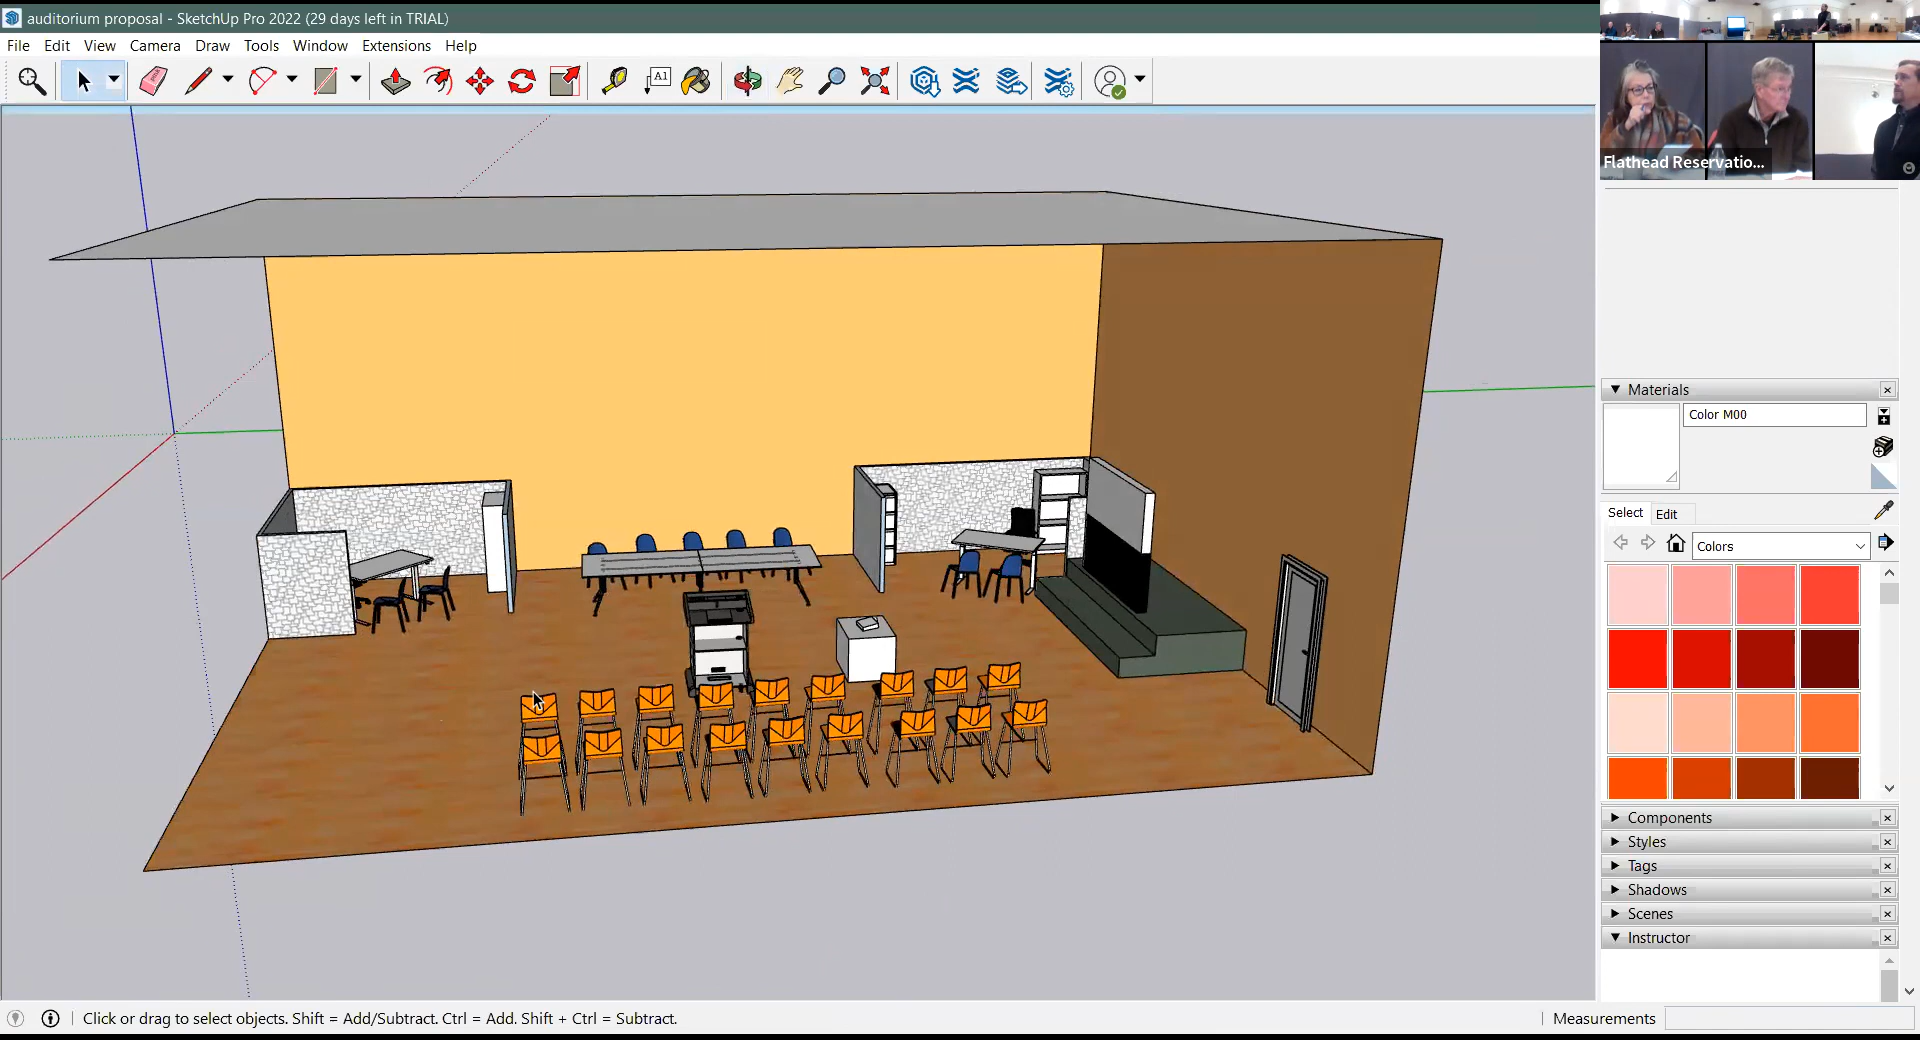 auditorium proposal - SketchUp Pro 2022 (29 days left in TRIAL)
File Edit View Camera Draw Tools Window Extensions Help
A1
Flathead Reservatio...
Materials
Color M00
Select Edit
Colors
Components
Styles
Tags
Shadows
Scenes
Instructor
Click or drag to select objects. Shift = Add/Subtract. Ctrl = Add. Shift + Ctrl = Subtract.
Measurements